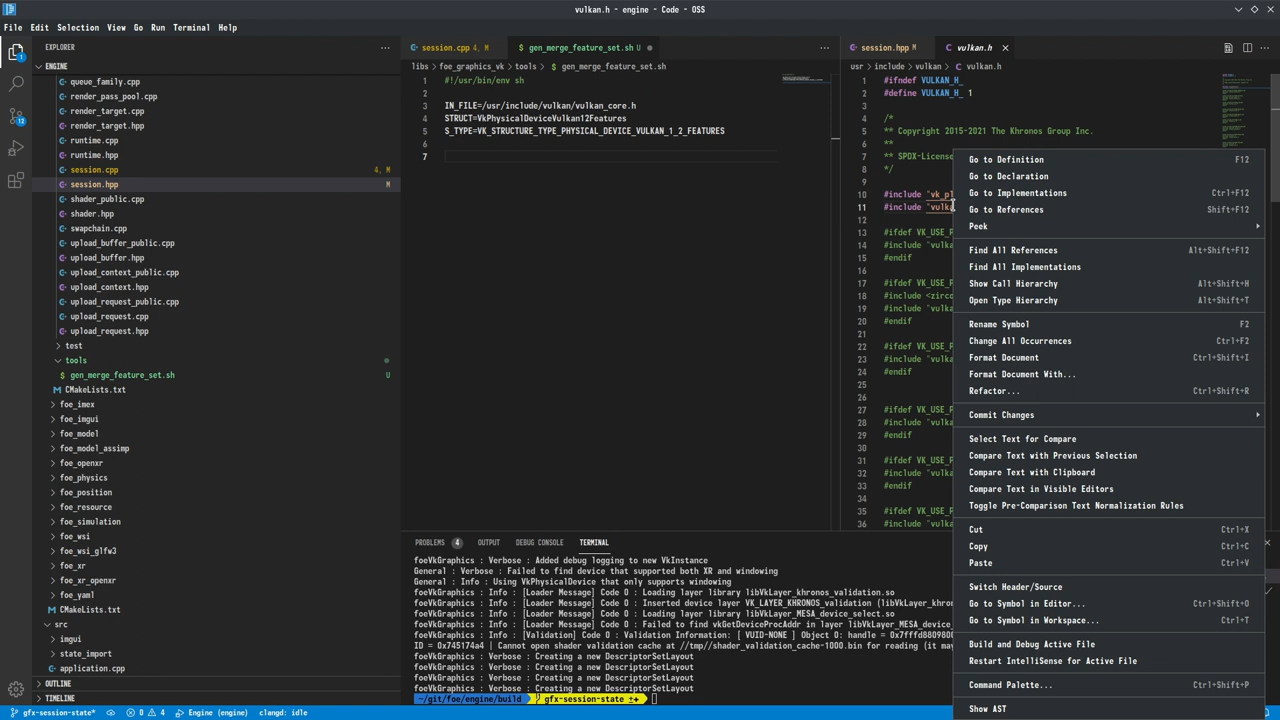 vulkan.h - engine - Code - OSS
File Edit Selection View Go Run Terminal Help
EXPLORER
ENGINE
queue_family.cpp
render_pass_pool.cpp
render_target.cpp
render_target.hpp
runtime.cpp
runtime.hpp
session.cpp 4, M
session.hpp M
shader_public.cpp
shader.hpp
swapchain.cpp
upload_buffer_public.cpp
upload_buffer.hpp
upload_context_public.cpp
upload_context.hpp
upload_request_public.cpp
upload_request.cpp
upload_request.hpp
test
tools
gen_merge_feature_set.sh U
CMakeLists.txt
foe_imex
foe_imgui
foe_model
foe_model_assimp
foe_openxr
foe_physics
foe_position
foe_resource
foe_simulation
foe_wsi
foe_wsi_glfw3
foe_xr
foe_xr_openxr
foe_yaml
CMakeLists.txt
src
imgui
state_import
application.cpp
OUTLINE
TIMELINE
1
12
session.cpp 4, M gen_merge_feature_set.sh U
libs foe_graphics_vk tools gen_merge_feature_set.sh
1 #!/usr/bin/env sh
2
3 IN_FILE=/usr/include/vulkan/vulkan_core.h
4 STRUCT=VkPhysicalDeviceVulkan12Features
5 S_TYPE=VK_STRUCTURE_TYPE_PHYSICAL_DEVICE_VULKAN_1_2_FEATURES
6
7
session.hpp M vulkan.h
usr include vulkan vulkan.h
1 #ifndef VULKAN_H_
2 #define VULKAN_H_ 1
3
4 /*
5 ** Copyright 2015-2021 The Khronos Group Inc.
6 **
7 ** SPDX-License
8 */
9
10 #include "vk_pl
11 #include "vulka
12
13 #ifdef VK_USE_P
14 #include "vulka
15 #endif
16
17 #ifdef VK_USE_P
18 #include <zirco
19 #include "vulka
20 #endif
21
22 #ifdef VK_USE_P
23 #include "vulka
24 #endif
25
26
27 #ifdef VK_USE_P
28 #include "vulka
29 #endif
30
31 #ifdef VK_USE_P
32 #include "vulka
33 #endif
34
35 #ifdef VK_USE_P
36 #include "vulka
Go to Definition F12
Go to Declaration
Go to Implementations Ctrl+F12
Go to References Shift+F12
Peek
Find All References Alt+Shift+F12
Find All Implementations
Show Call Hierarchy Alt+Shift+H
Open Type Hierarchy Alt+Shift+T
Rename Symbol F2
Change All Occurrences Ctrl+F2
Format Document Ctrl+Shift+I
Format Document With...
Refactor... Ctrl+Shift+R
Commit Changes
Select Text for Compare
Compare Text with Previous Selection
Compare Text with Clipboard
Compare Text in Visible Editors
Toggle Pre-Comparison Text Normalization Rules
Cut Ctrl+X
Copy Ctrl+C
Paste Ctrl+V
Switch Header/Source
Go to Symbol in Editor... Ctrl+Shift+O
Go to Symbol in Workspace... Ctrl+T
Build and Debug Active File
Restart IntelliSense for Active File
Command Palette... Ctrl+Shift+P
Show AST
PROBLEMS 4 OUTPUT DEBUG CONSOLE TERMINAL
foeVkGraphics : Verbose : Added debug logging to new VkInstance
General : Verbose : Failed to find device that supported both XR and windowing
General : Info : Using VkPhysicalDevice that only supports windowing
foeVkGraphics : Info : [Loader Message] Code 0 : Loading layer library libVkLayer_khronos_validation.so
foeVkGraphics : Info : [Loader Message] Code 0 : Inserted device layer VK_LAYER_KHRONOS_validation (libVkLayer_khron
foeVkGraphics : Info : [Loader Message] Code 0 : Loading layer library libVkLayer_MESA_device_select.so
foeVkGraphics : Info : [Loader Message] Code 0 : Failed to find vkGetDeviceProcAddr in layer libVkLayer_MESA_device_
foeVkGraphics : Info : [Validation] Code 0 : Validation Information: [ VUID-NONE ] Object 0: handle = 0x7fffd8809800
ID = 0x745174a4 | Cannot open shader validation cache at //tmp//shader_validation_cache-1000.bin for reading (it may
foeVkGraphics : Verbose : Creating a new DescriptorSetLayout
foeVkGraphics : Verbose : Creating a new DescriptorSetLayout
foeVkGraphics : Verbose : Creating a new DescriptorSetLayout
foeVkGraphics : Verbose : Creating a new DescriptorSetLayout
~/git/foe/engine/build gfx-session-state ±+
gfx-session-state* 0 4 Engine (engine) clangd: idle